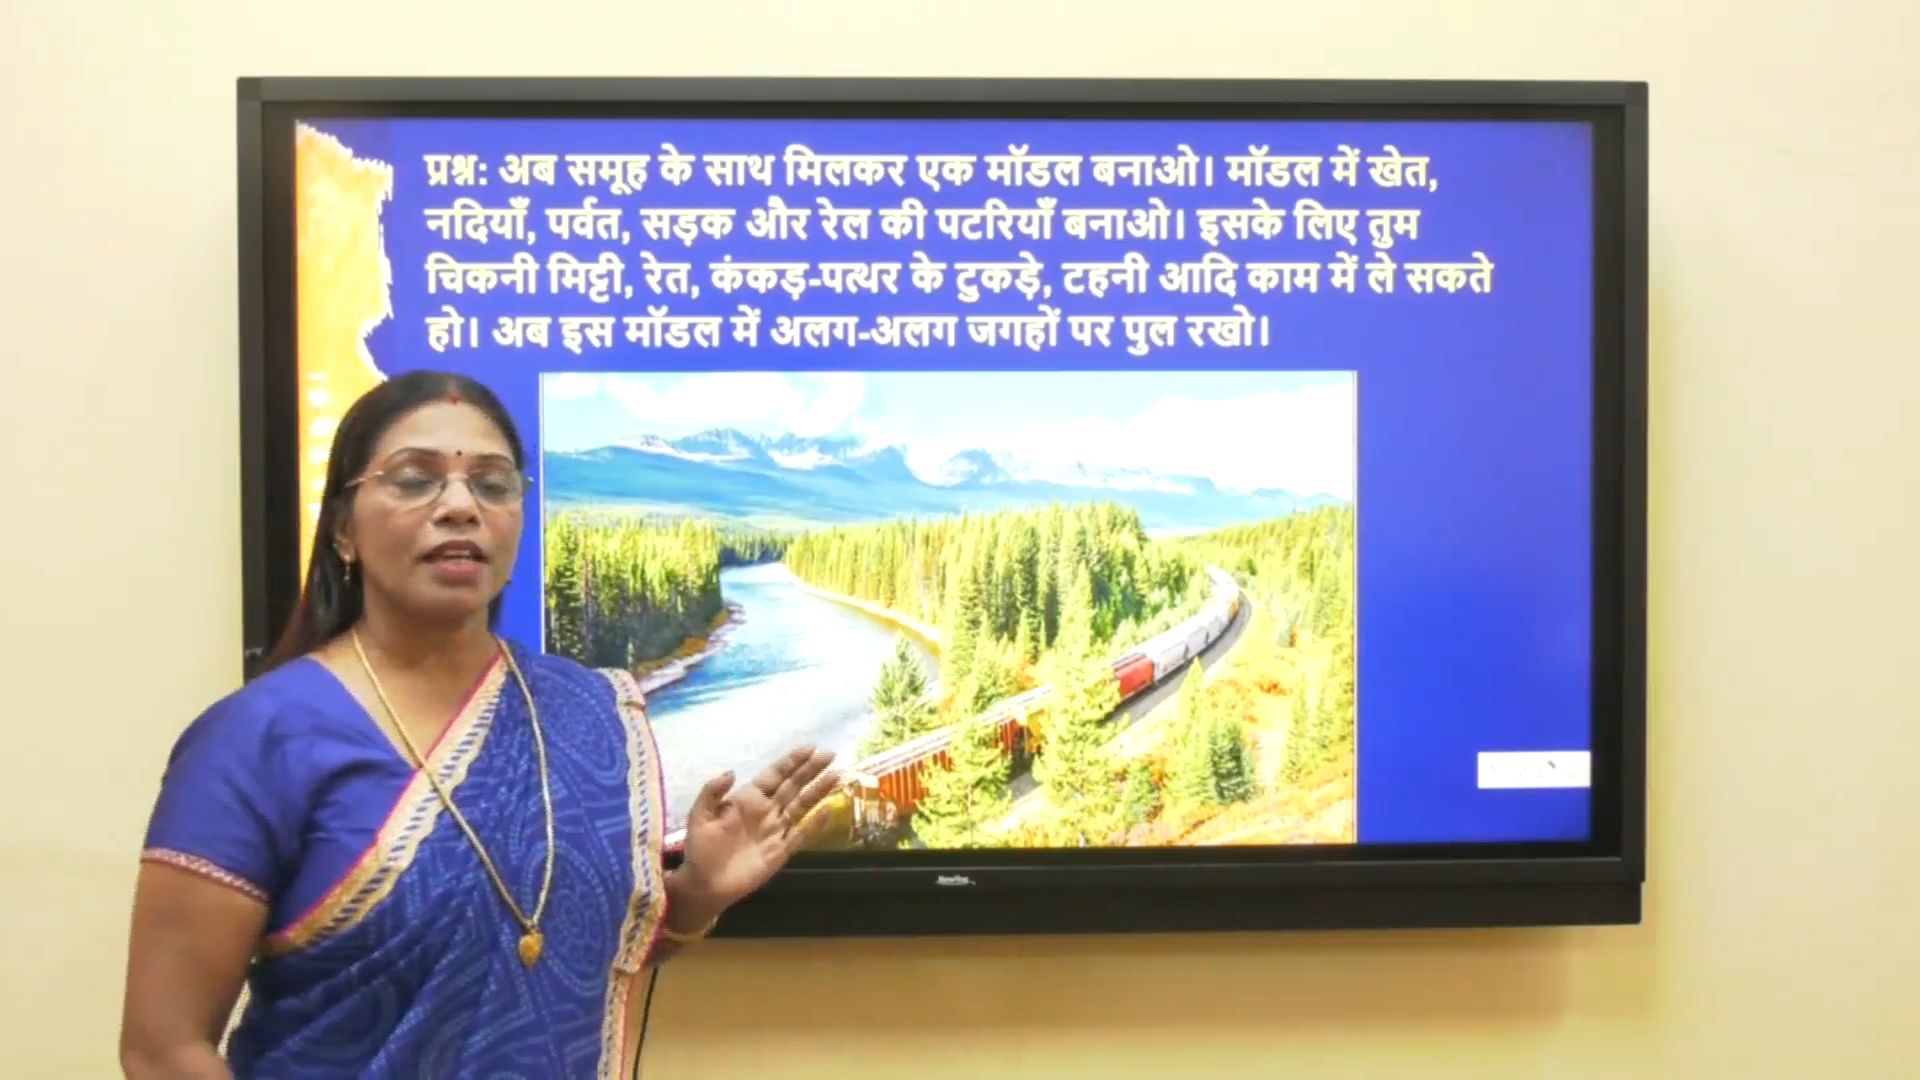 प्रश्न: अब समूह के साथ मिलकर एक मॉडल बनाओ। मॉडल में खेत,
नदियाँ, पर्वत, सड़क और रेल की पटरियाँ बनाओ। इसके लिए तुम
चिकनी मिट्टी, रेत, कंकड़-पत्थर के टुकड़े, टहनी आदि काम में ले सकते
हो। अब इस मॉडल में अलग-अलग जगहों पर पुल रखो।